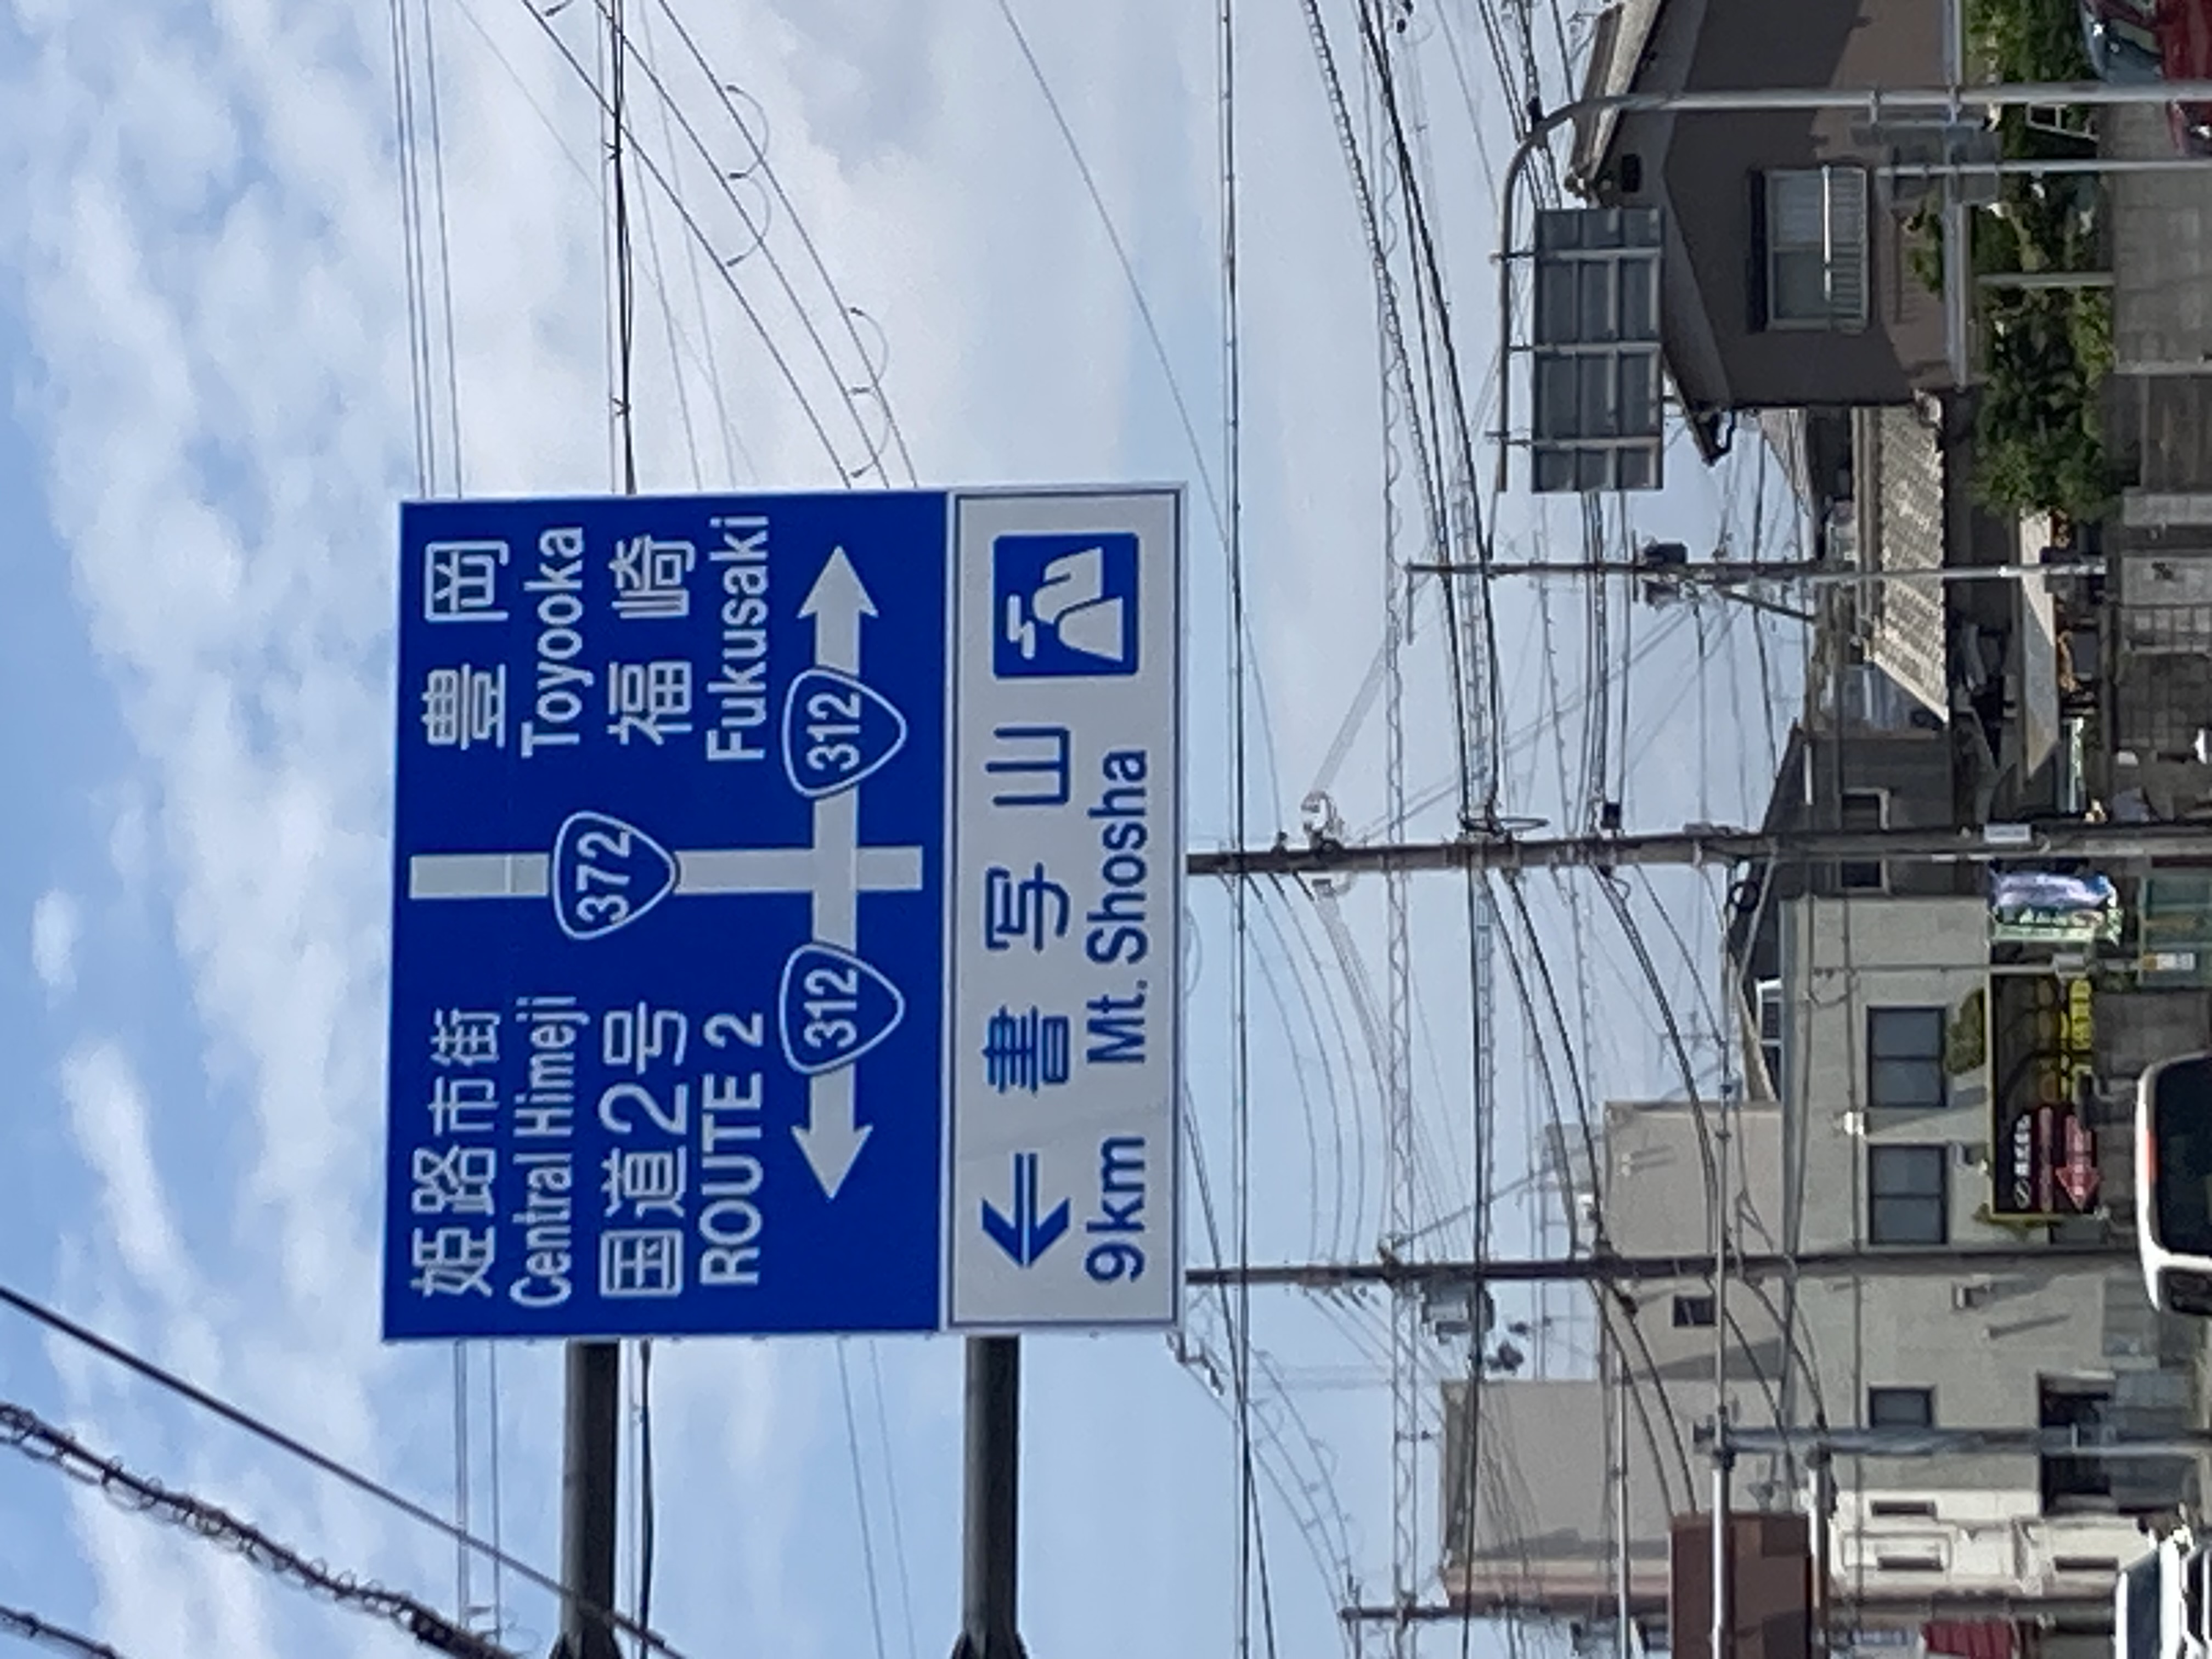 姫路市街
Central Himeji
国道2号
ROUTE 2
372
豊岡
Toyooka
福崎
Fukusaki
312
312
← 書写山
9km Mt. Shosha